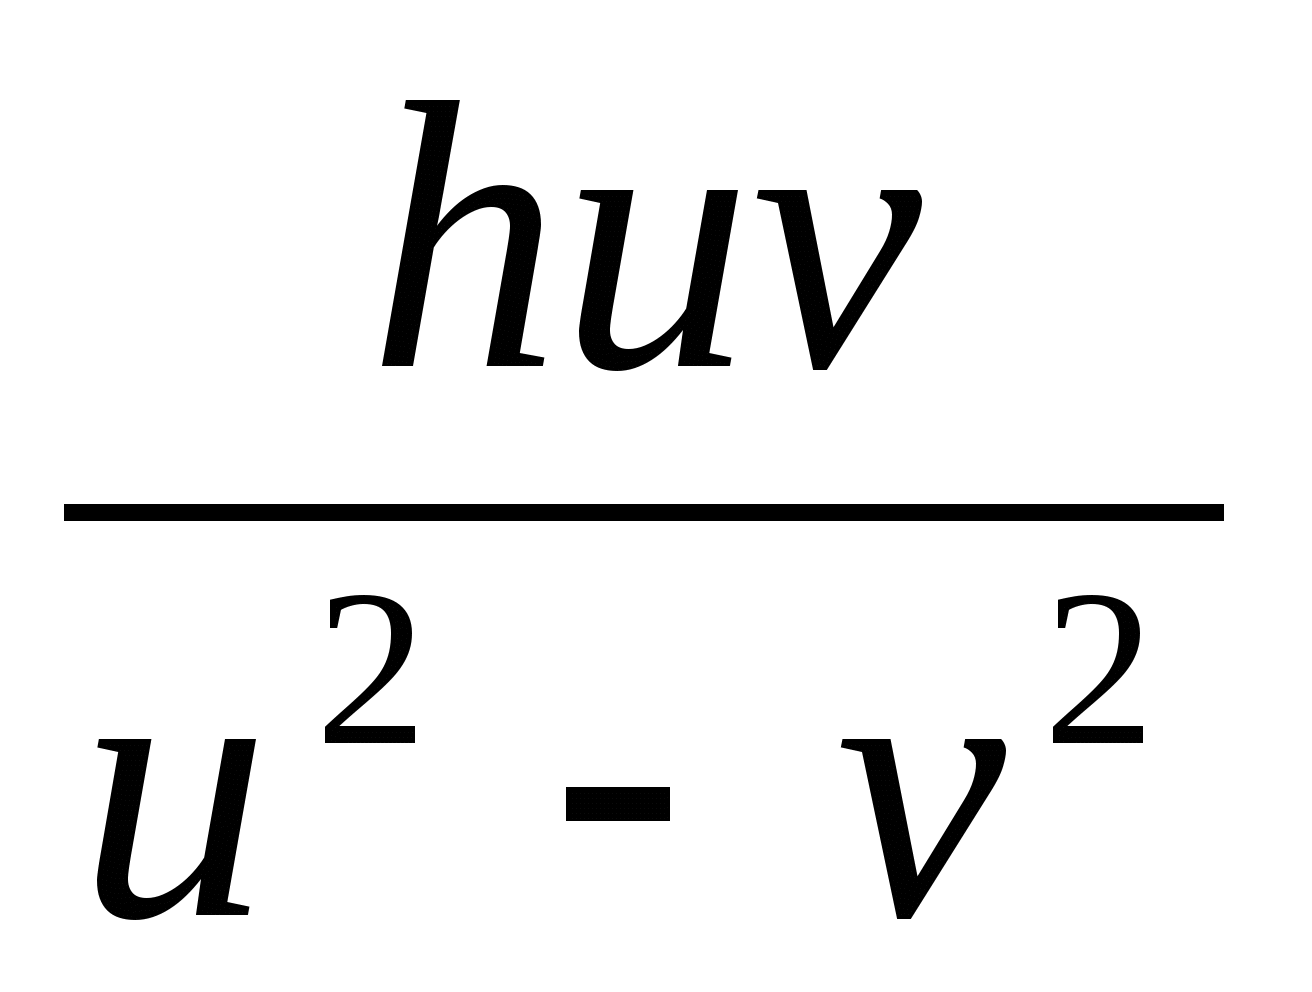 huv
u² - v²